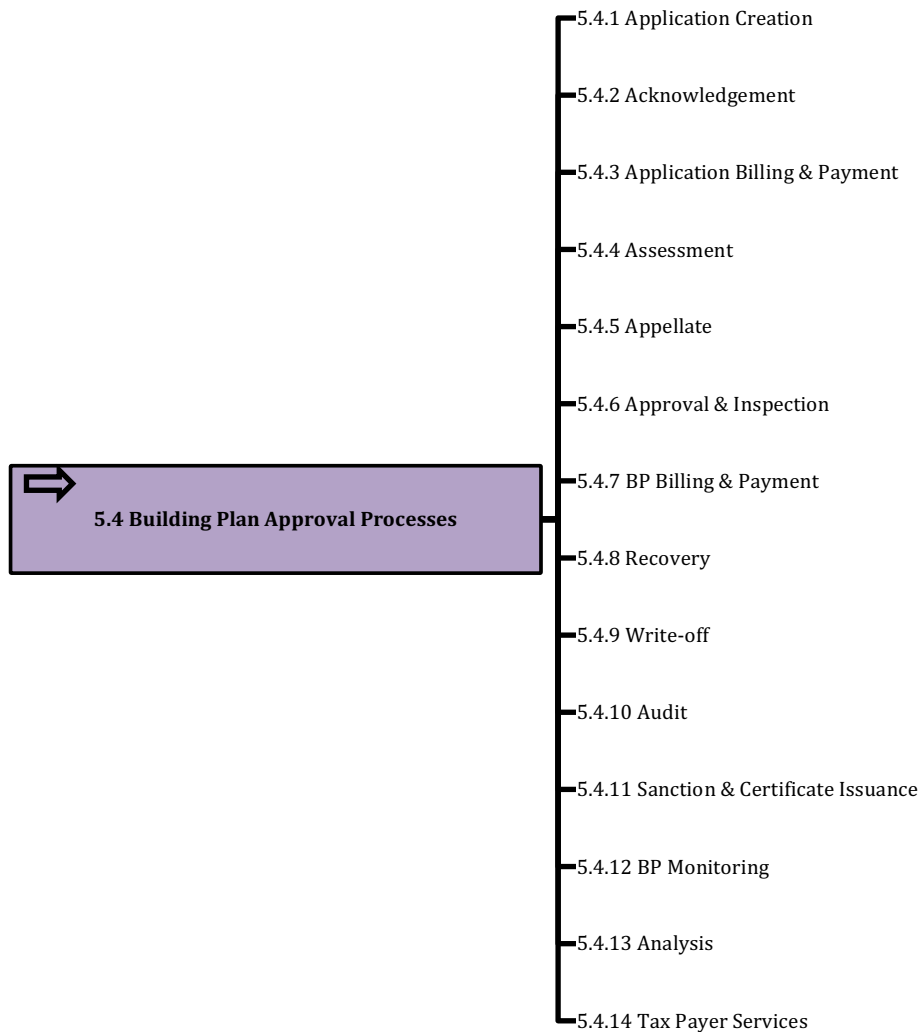 5.4.1 Application Creation
5.4.2 Acknowledgement
5.4.3 Application Billing & Payment
5.4.4 Assessment
5.4.5 Appellate
5.4.6 Approval & Inspection
5.4.7 BP Billing & Payment
5.4 Building Plan Approval Processes
5.4.8 Recovery
5.4.9 Write-off
5.4.10 Audit
5.4.11 Sanction & Certificate Issuance
5.4.12 BP Monitoring
5.4.13 Analysis
5.4.14 Tax Payer Services